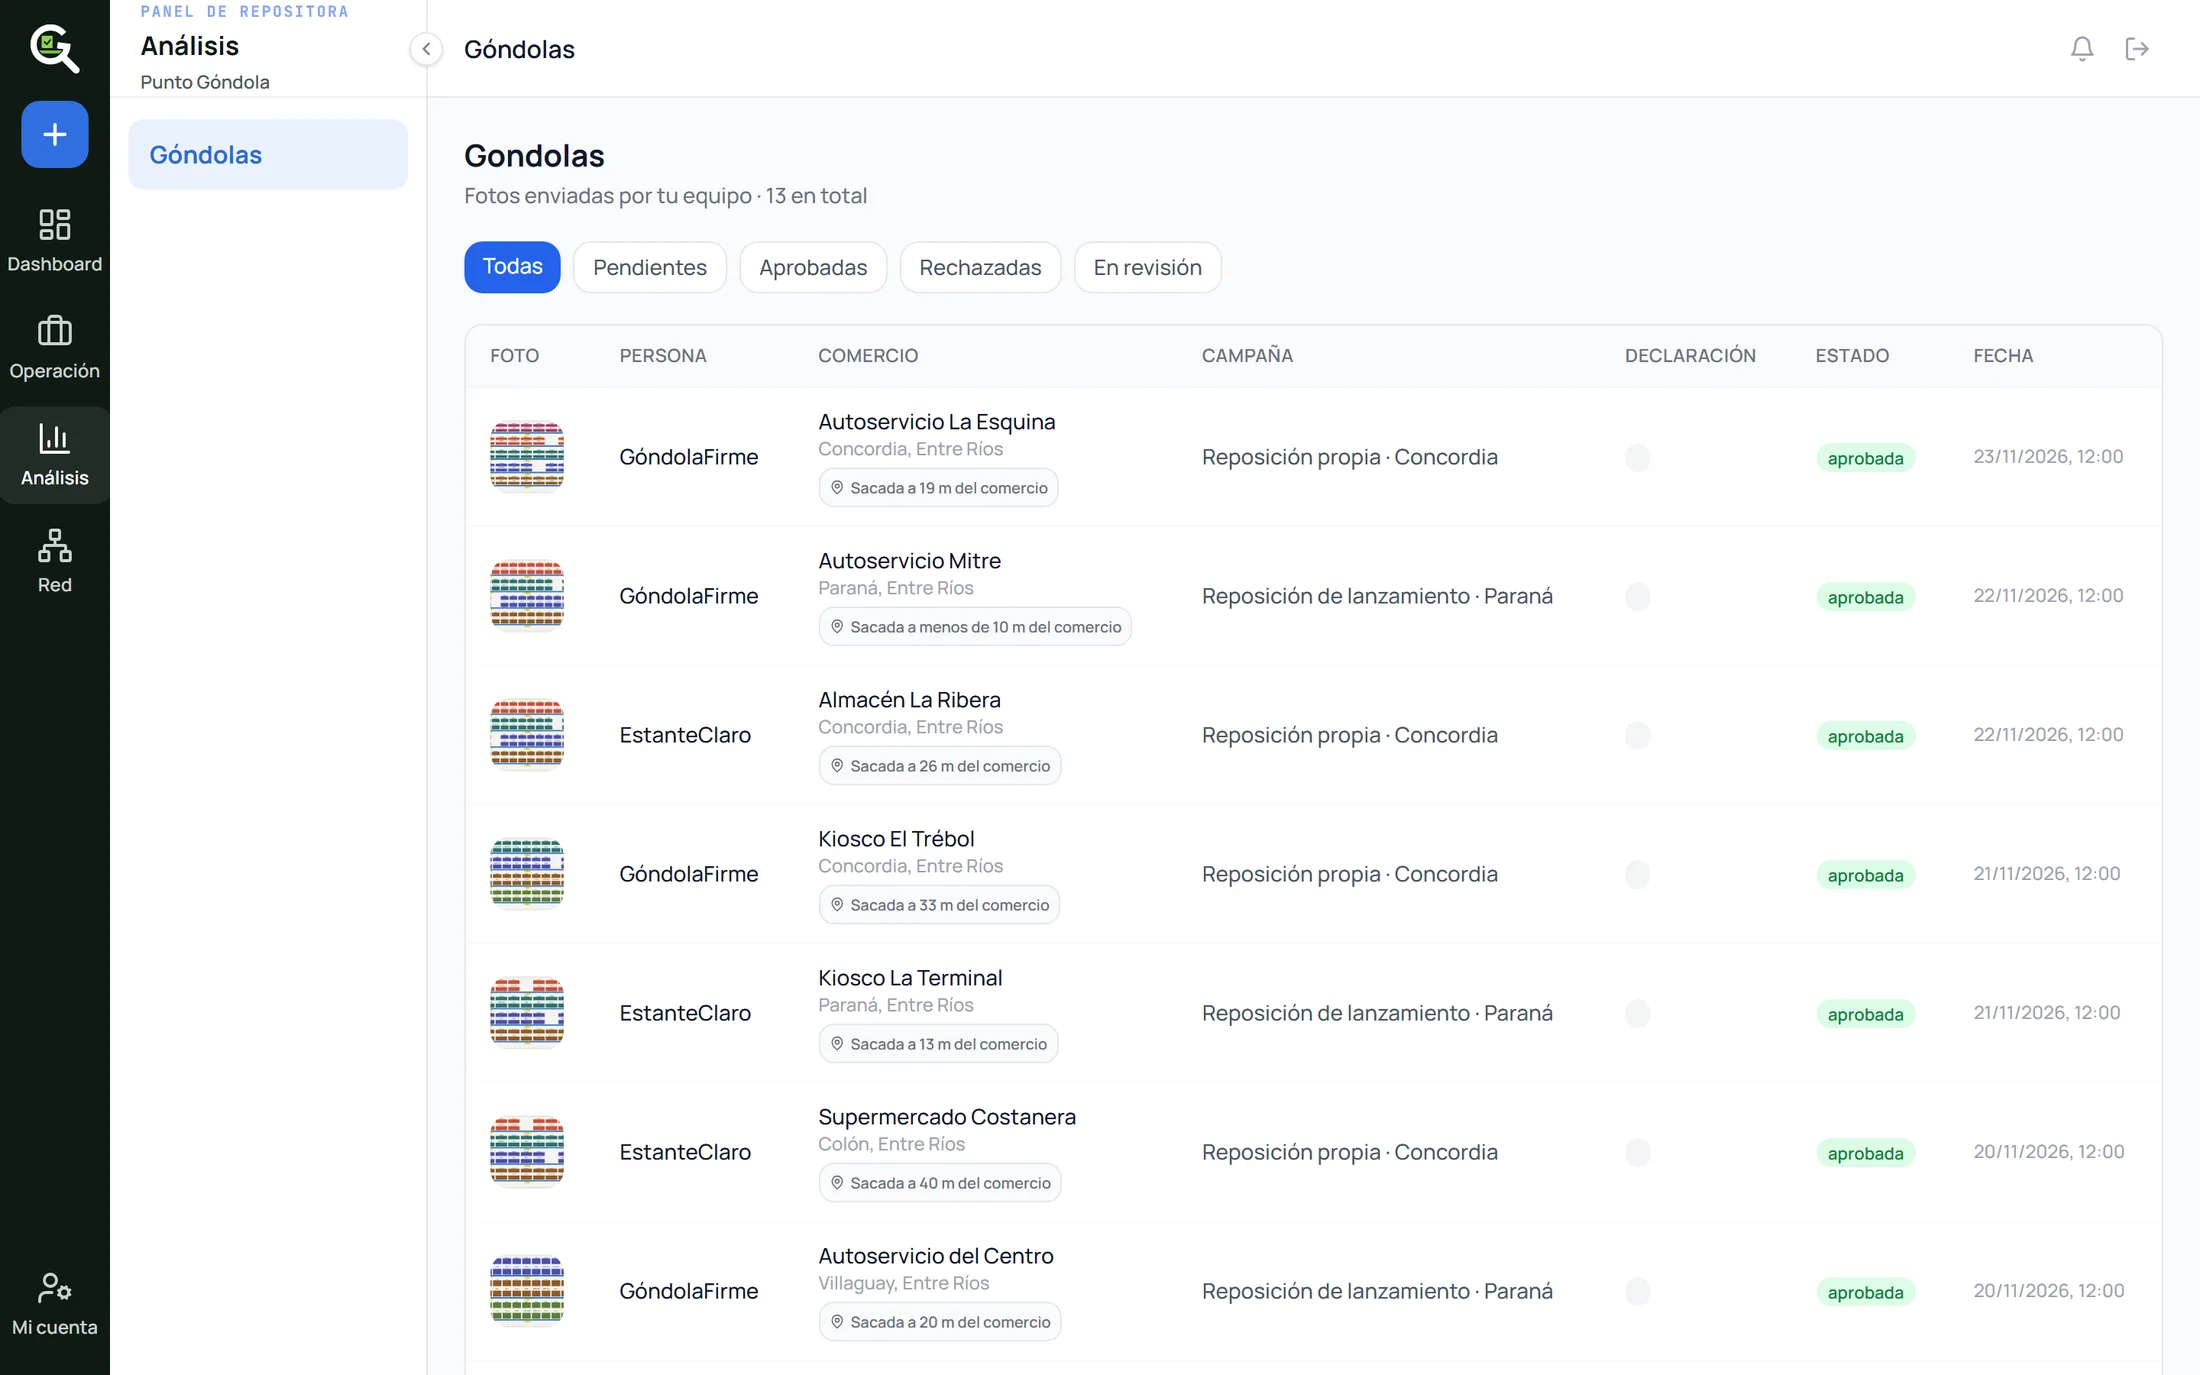 PANEL DE REPOSITORA
Análisis
Punto Góndola
Góndolas
Dashboard
Operación
Análisis
Red
Mi cuenta
Góndolas
Gondolas
Fotos enviadas por tu equipo · 13 en total
Todas
Pendientes
Aprobadas
Rechazadas
En revisión
FOTO PERSONA COMERCIO CAMPAÑA DECLARACIÓN ESTADO FECHA
Autoservicio La Esquina
Concordia, Entre Ríos
Sacada a 19 m del comercio
GóndolaFirme
Reposición propia · Concordia
aprobada
23/11/2026, 12:00
Autoservicio Mitre
Paraná, Entre Ríos
Sacada a menos de 10 m del comercio
GóndolaFirme
Reposición de lanzamiento · Paraná
aprobada
22/11/2026, 12:00
Almacén La Ribera
Concordia, Entre Ríos
Sacada a 26 m del comercio
EstanteClaro
Reposición propia · Concordia
aprobada
22/11/2026, 12:00
Kiosco El Trébol
Concordia, Entre Ríos
Sacada a 33 m del comercio
GóndolaFirme
Reposición propia · Concordia
aprobada
21/11/2026, 12:00
Kiosco La Terminal
Paraná, Entre Ríos
Sacada a 13 m del comercio
EstanteClaro
Reposición de lanzamiento · Paraná
aprobada
21/11/2026, 12:00
Supermercado Costanera
Colón, Entre Ríos
Sacada a 40 m del comercio
EstanteClaro
Reposición propia · Concordia
aprobada
20/11/2026, 12:00
Autoservicio del Centro
Villaguay, Entre Ríos
Sacada a 20 m del comercio
GóndolaFirme
Reposición de lanzamiento · Paraná
aprobada
20/11/2026, 12:00